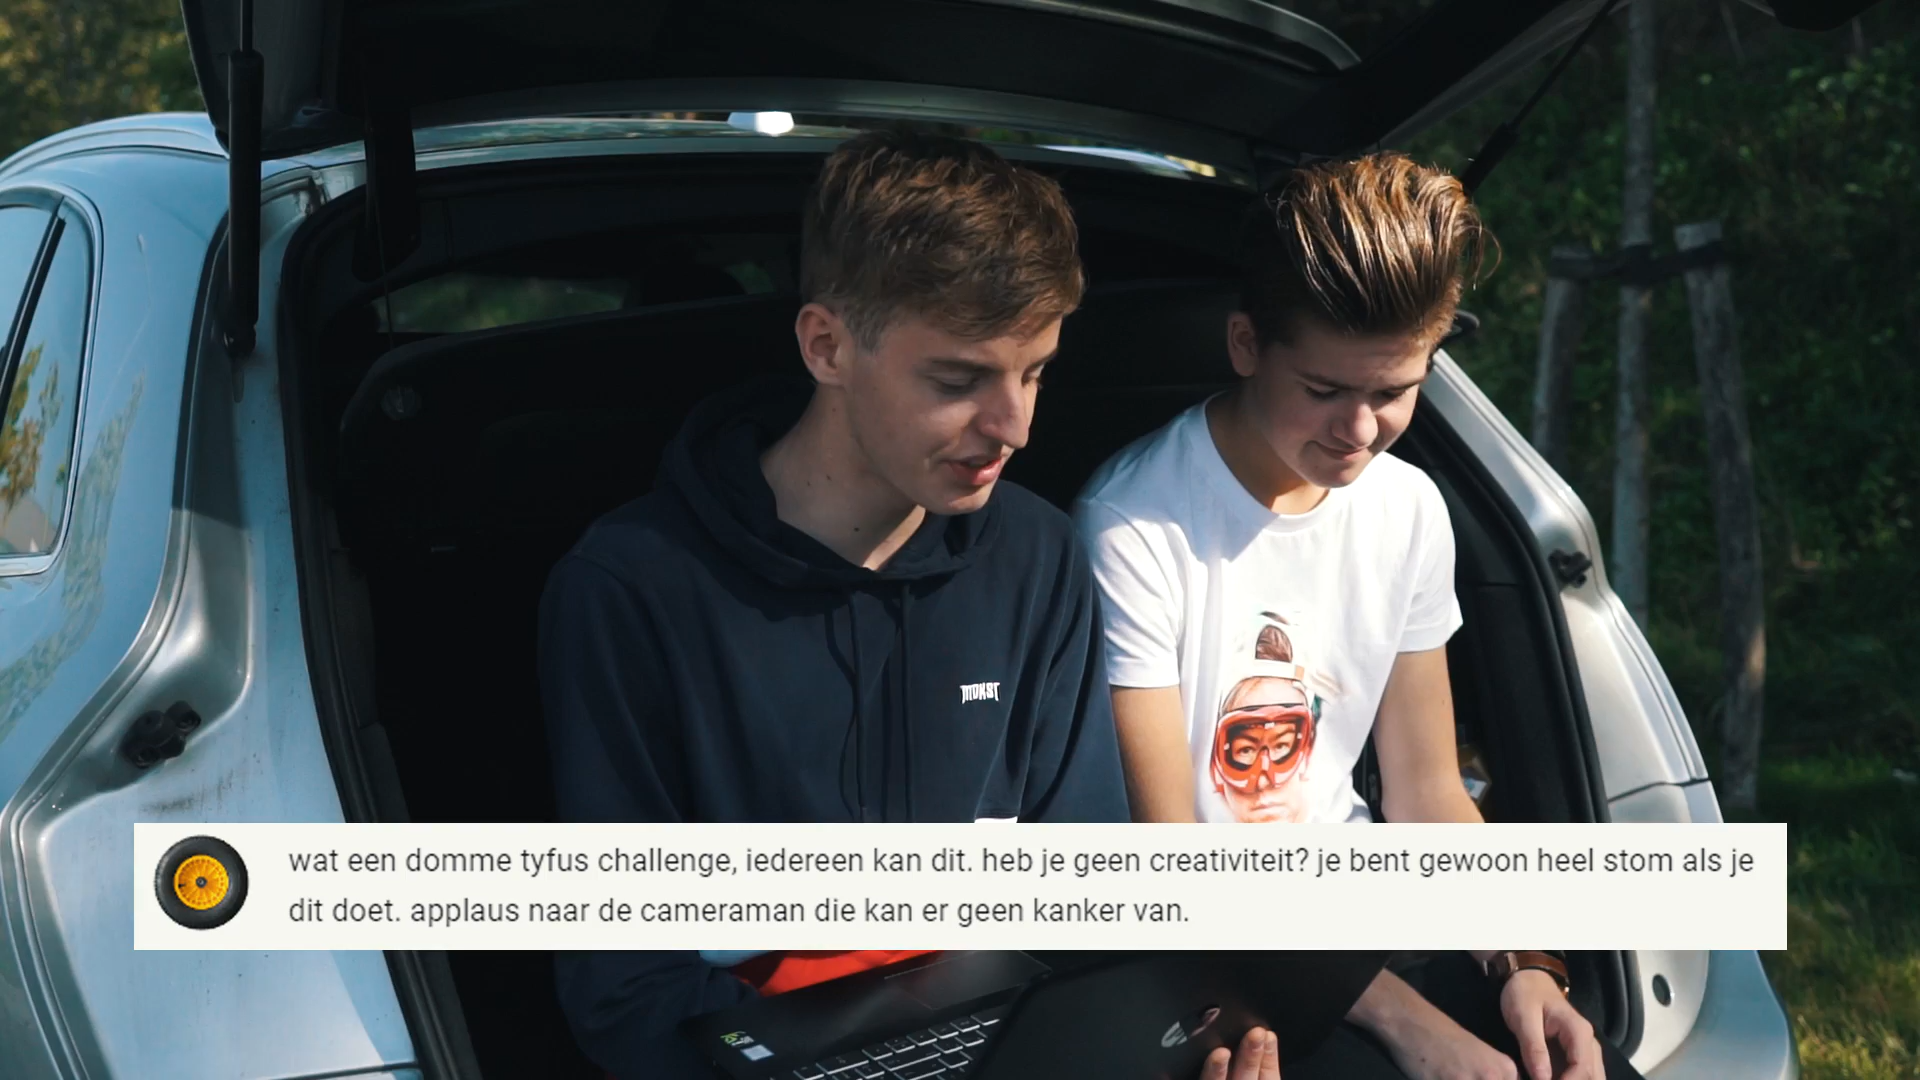 MDKST
wat een domme tyfus challenge, iedereen kan dit. heb je geen creativiteit? je bent gewoon heel stom als je
dit doet. applaus naar de cameraman die kan er geen kanker van.